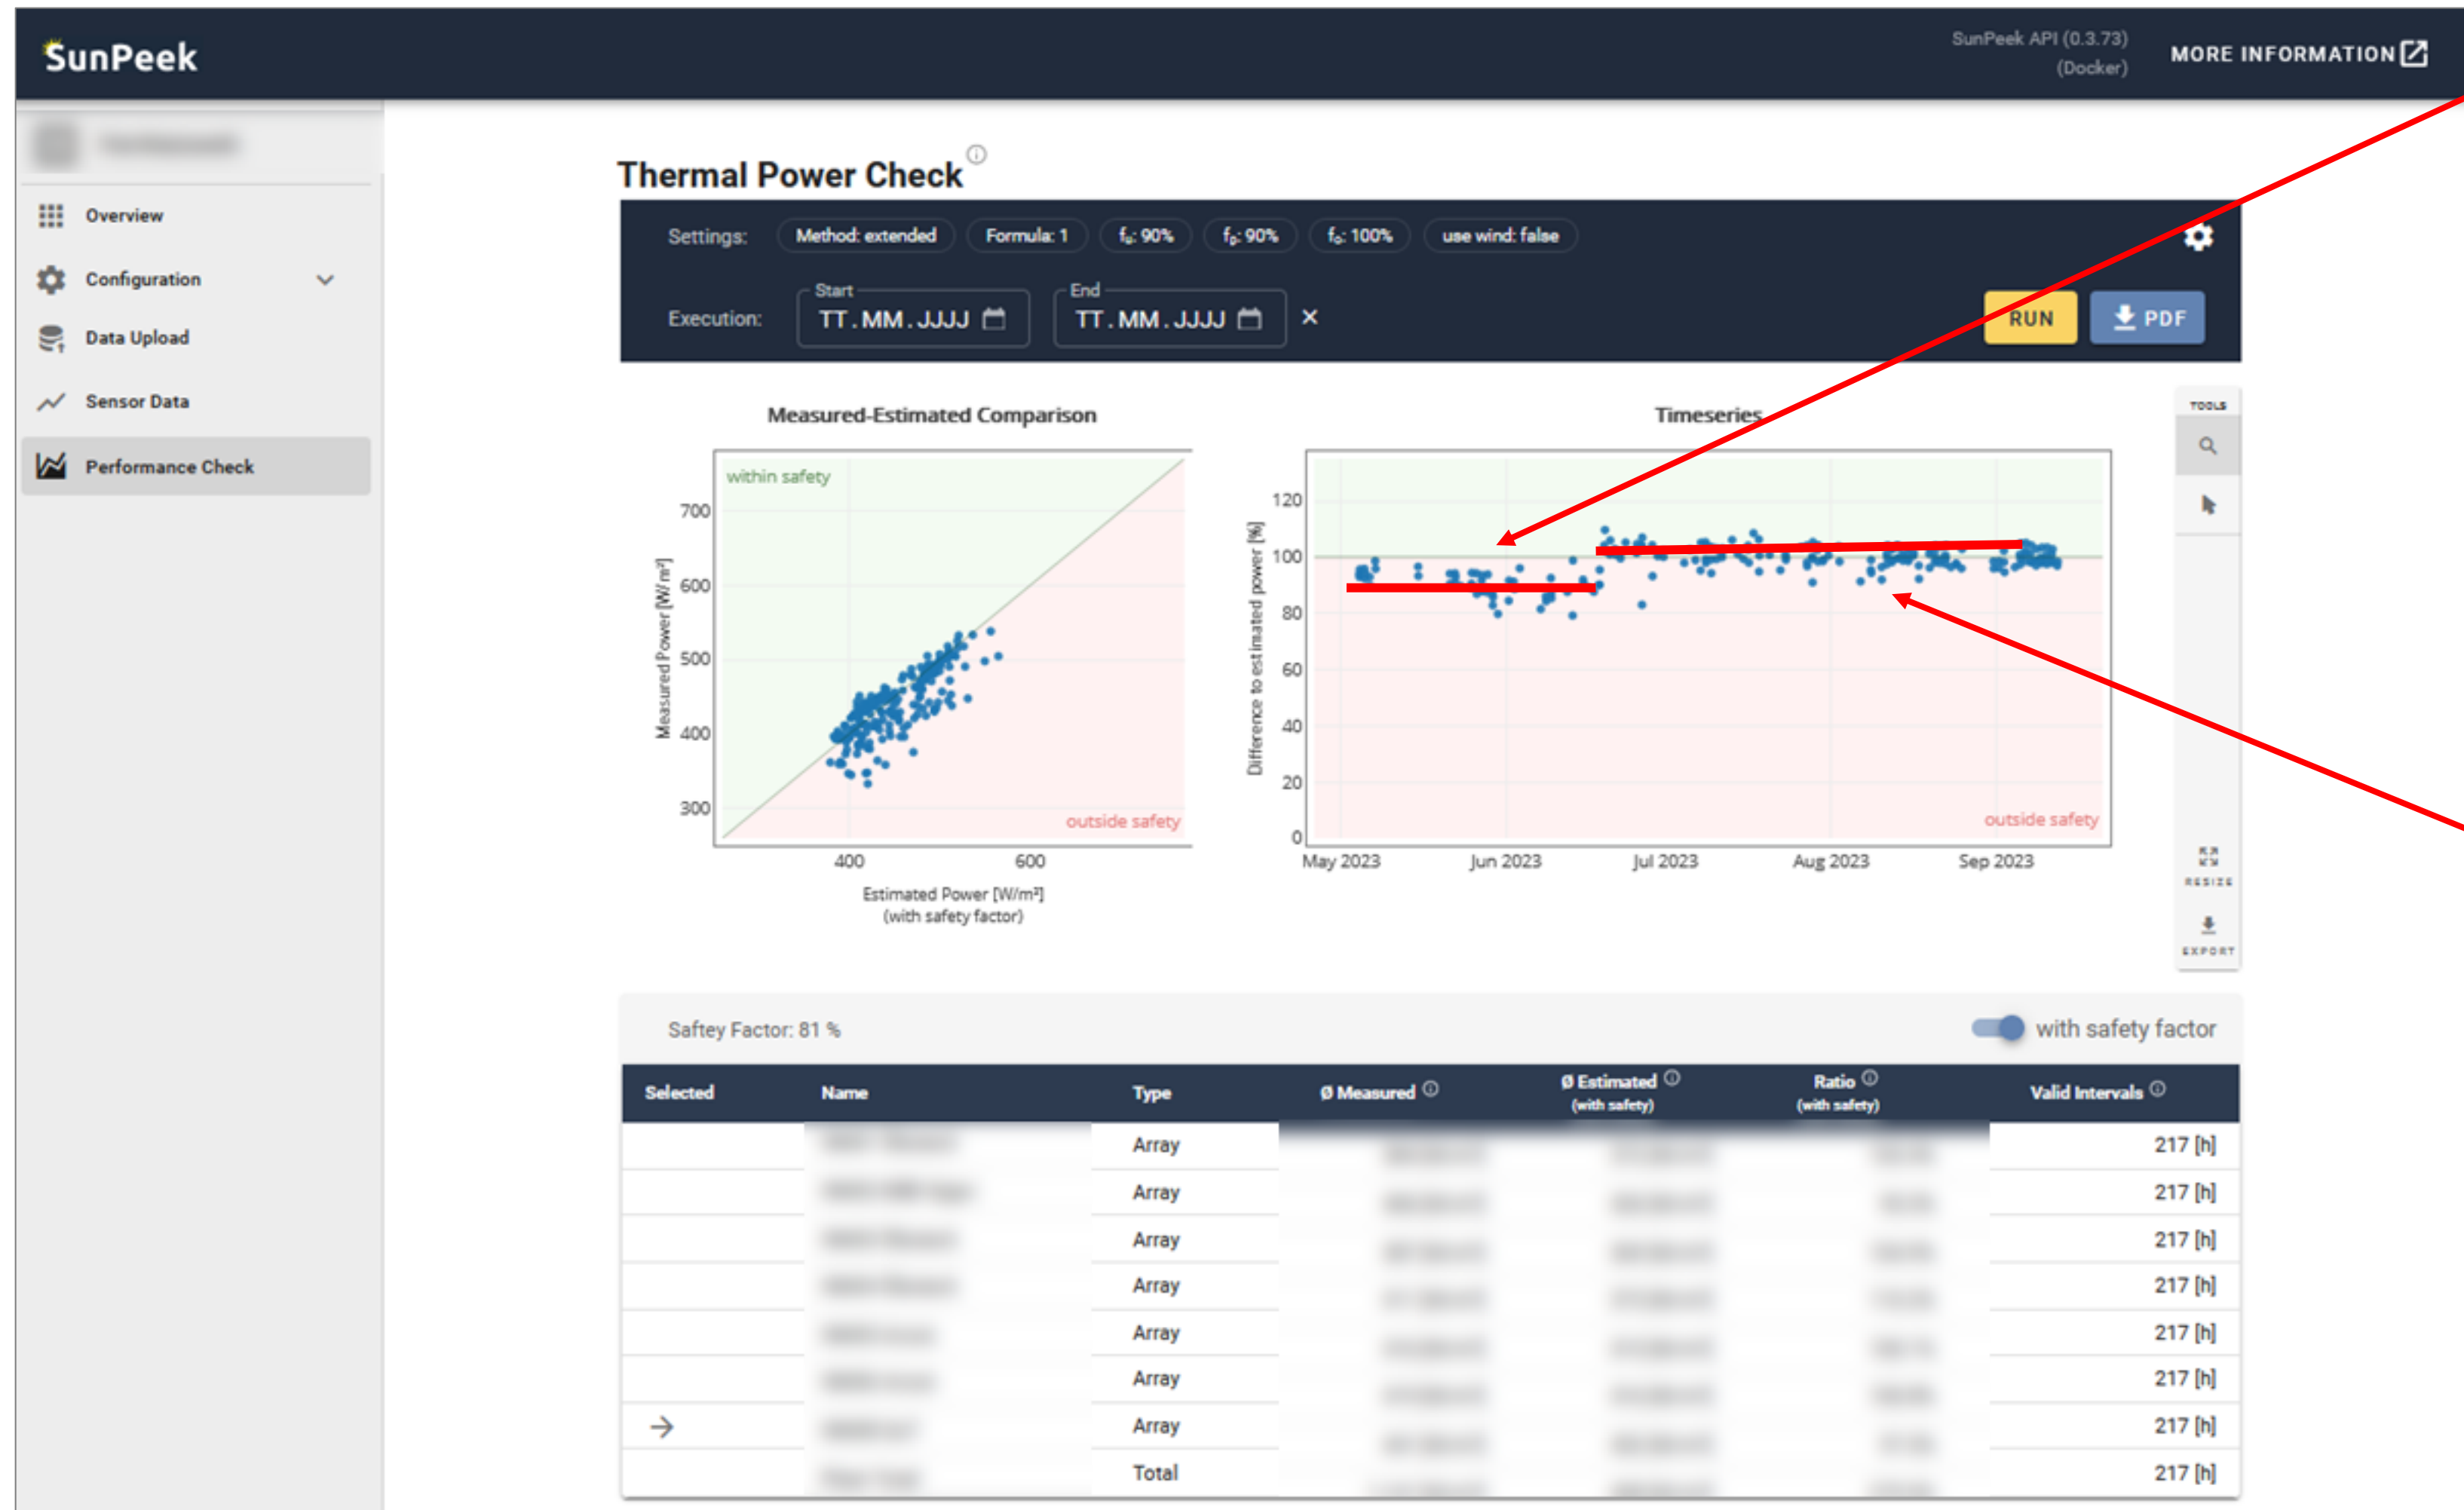 SunPeek
SunPeek API (0.3.73)
(Docker)
MORE INFORMATION
Overview
Configuration
Data Upload
Sensor Data
Performance Check
Thermal Power Check
Settings: Method: extended Formula: 1 fᵤ: 90% fₚ: 90% fₒ: 100% use wind: false
Execution: Start TT.MM.JJJJ End TT.MM.JJJJ ×
RUN PDF
Measured-Estimated Comparison
within safety
700
600
500
400
300
Measured Power [W/m²]
outside safety
400 600
Estimated Power [W/m²]
(with safety factor)
Timeseries
120
100
80
60
40
20
0
Difference to estimated power [%]
outside safety
May 2023 Jun 2023 Jul 2023 Aug 2023 Sep 2023
TOOLS
RESIZE
EXPORT
Saftey Factor: 81 %
with safety factor
Selected Name Type Ø Measured Ø Estimated (with safety) Ratio (with safety) Valid Intervals
Array 217 [h]
Array 217 [h]
Array 217 [h]
Array 217 [h]
Array 217 [h]
Array 217 [h]
Array 217 [h]
Total 217 [h]